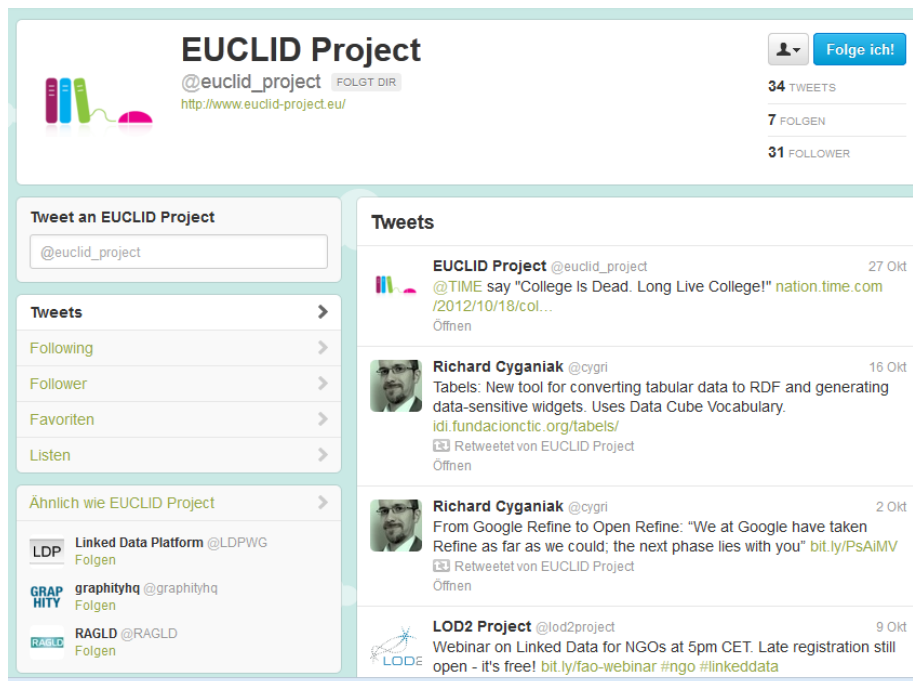 EUCLID Project
@euclid_project FOLGT DIR
http://www.euclid-project.eu/
Folge ich!
34 TWEETS
7 FOLGEN
31 FOLLOWER
Tweet an EUCLID Project
@euclid_project
Tweets
Following
Follower
Favoriten
Listen
Ähnlich wie EUCLID Project
LDP
Linked Data Platform @LDPWG
Folgen
GRAP
HITY
graphityhq @graphityhq
Folgen
RAGLD
RAGLD @RAGLD
Folgen
Tweets
EUCLID Project @euclid_project 27 Okt
@TIME say "College Is Dead. Long Live College!" nation.time.com
/2012/10/18/col…
Öffnen
Richard Cyganiak @cygri 16 Okt
Tabels: New tool for converting tabular data to RDF and generating
data-sensitive widgets. Uses Data Cube Vocabulary.
idi.fundacionctic.org/tabels/
Retweetet von EUCLID Project
Öffnen
Richard Cyganiak @cygri 2 Okt
From Google Refine to Open Refine: “We at Google have taken
Refine as far as we could; the next phase lies with you” bit.ly/PsAiMV
Retweetet von EUCLID Project
Öffnen
LOD2
LOD2 Project @lod2project 9 Okt
Webinar on Linked Data for NGOs at 5pm CET. Late registration still
open - it's free! bit.ly/fao-webinar #ngo #linkeddata